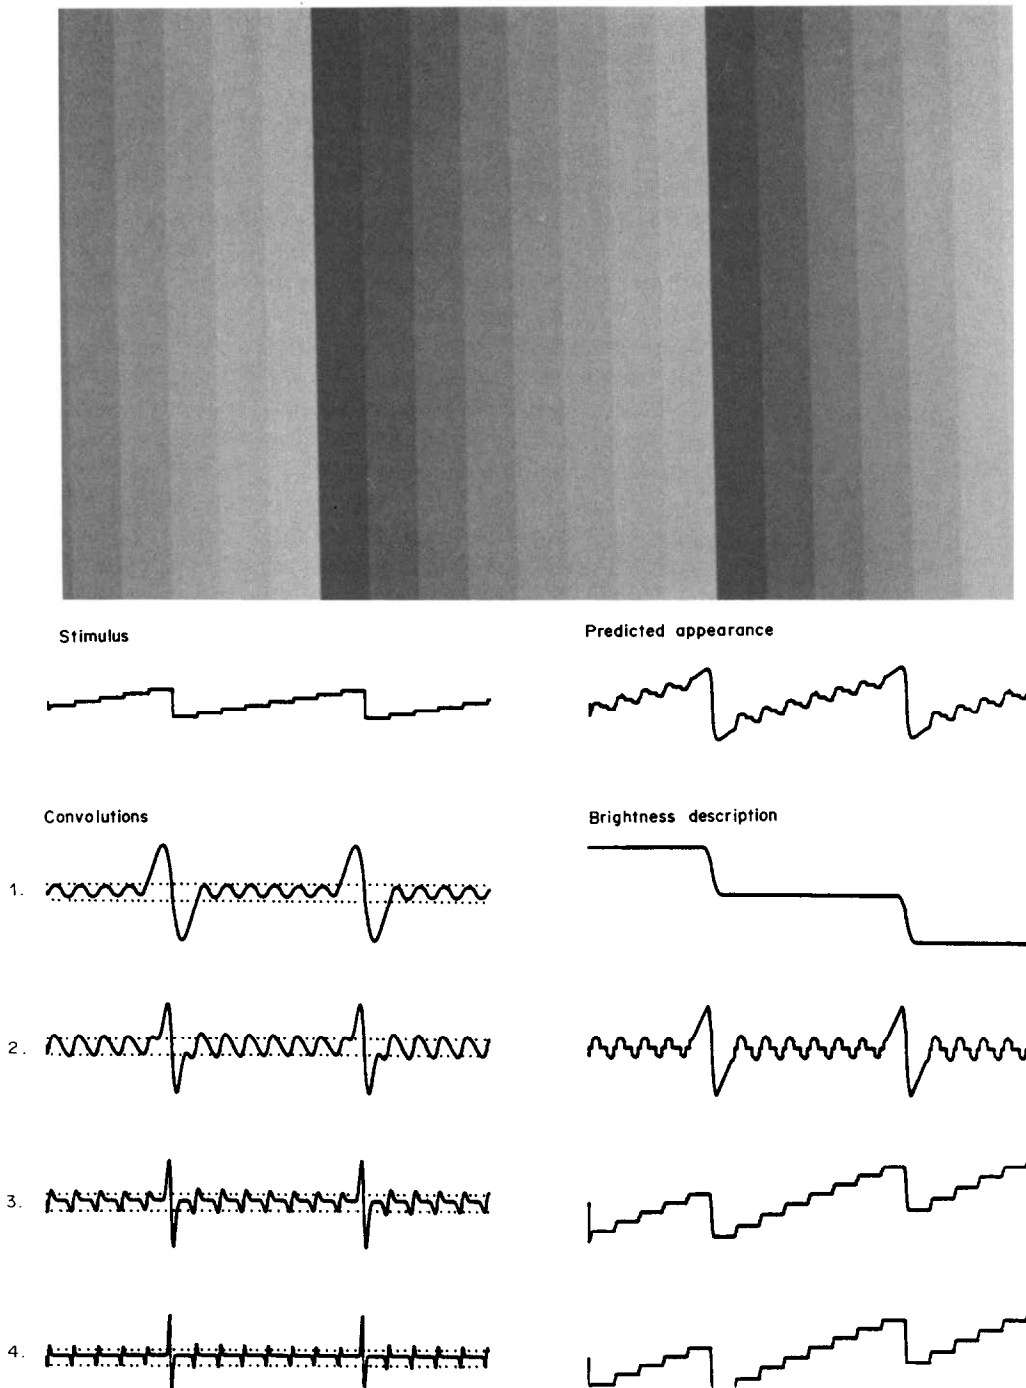 Stimulus
Predicted appearance
Convolutions
Brightness description
1.
2.
3.
4.